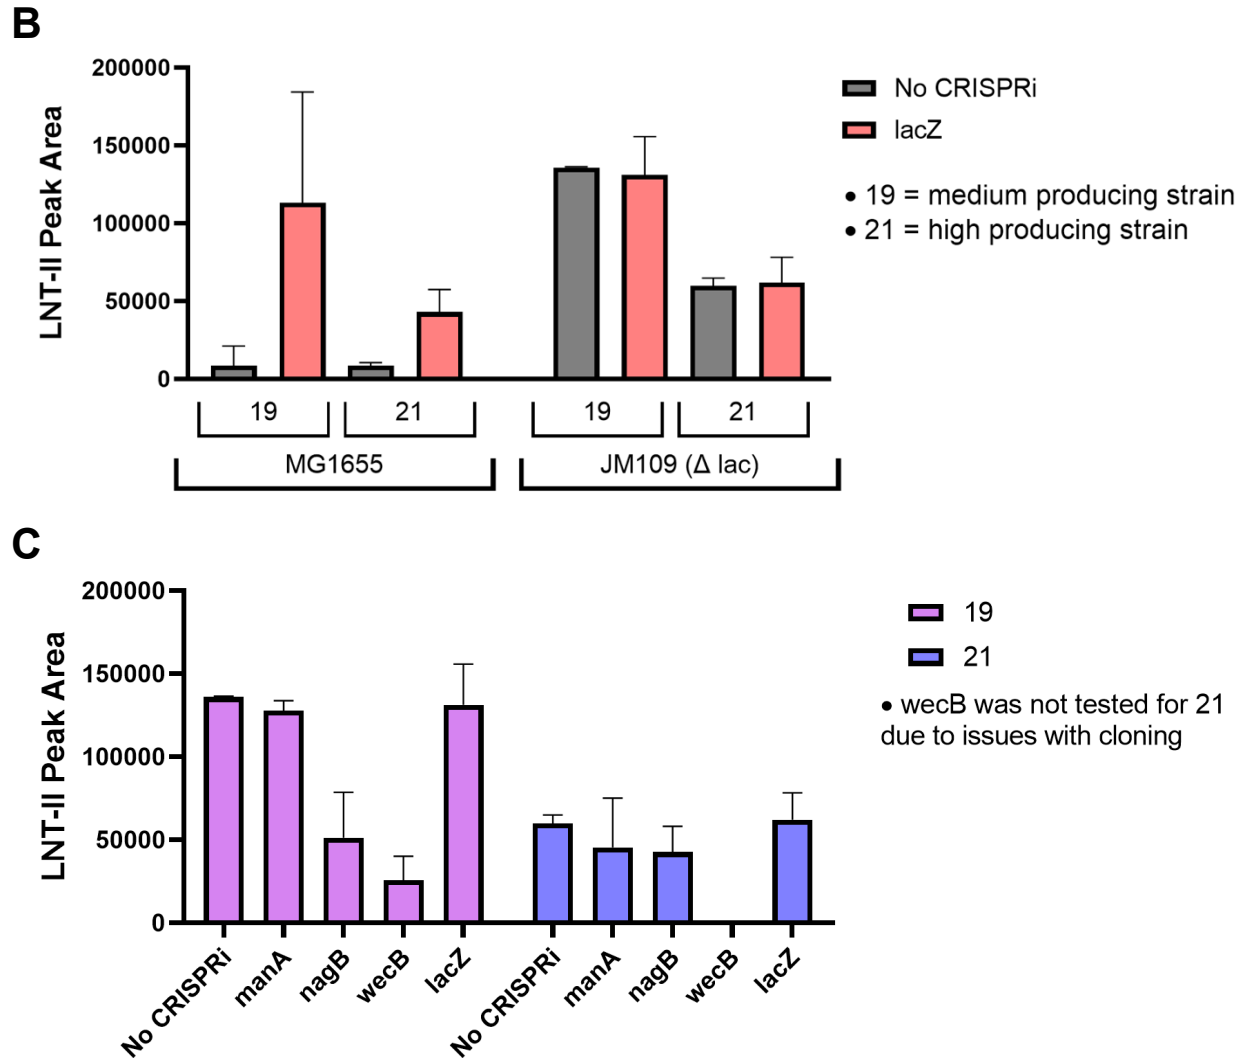 B
200000
150000
100000
50000
0
LNT-II Peak Area
No CRISPRi
lacZ
• 19 = medium producing strain
• 21 = high producing strain
19
21
19
21
MG1655
JM109 (Δ lac)
C
200000
150000
100000
50000
0
LNT-II Peak Area
19
21
• wecB was not tested for 21
due to issues with cloning
No CRISPRi
manA
nagB
wecB
lacZ
No CRISPRi
manA
nagB
wecB
lacZ